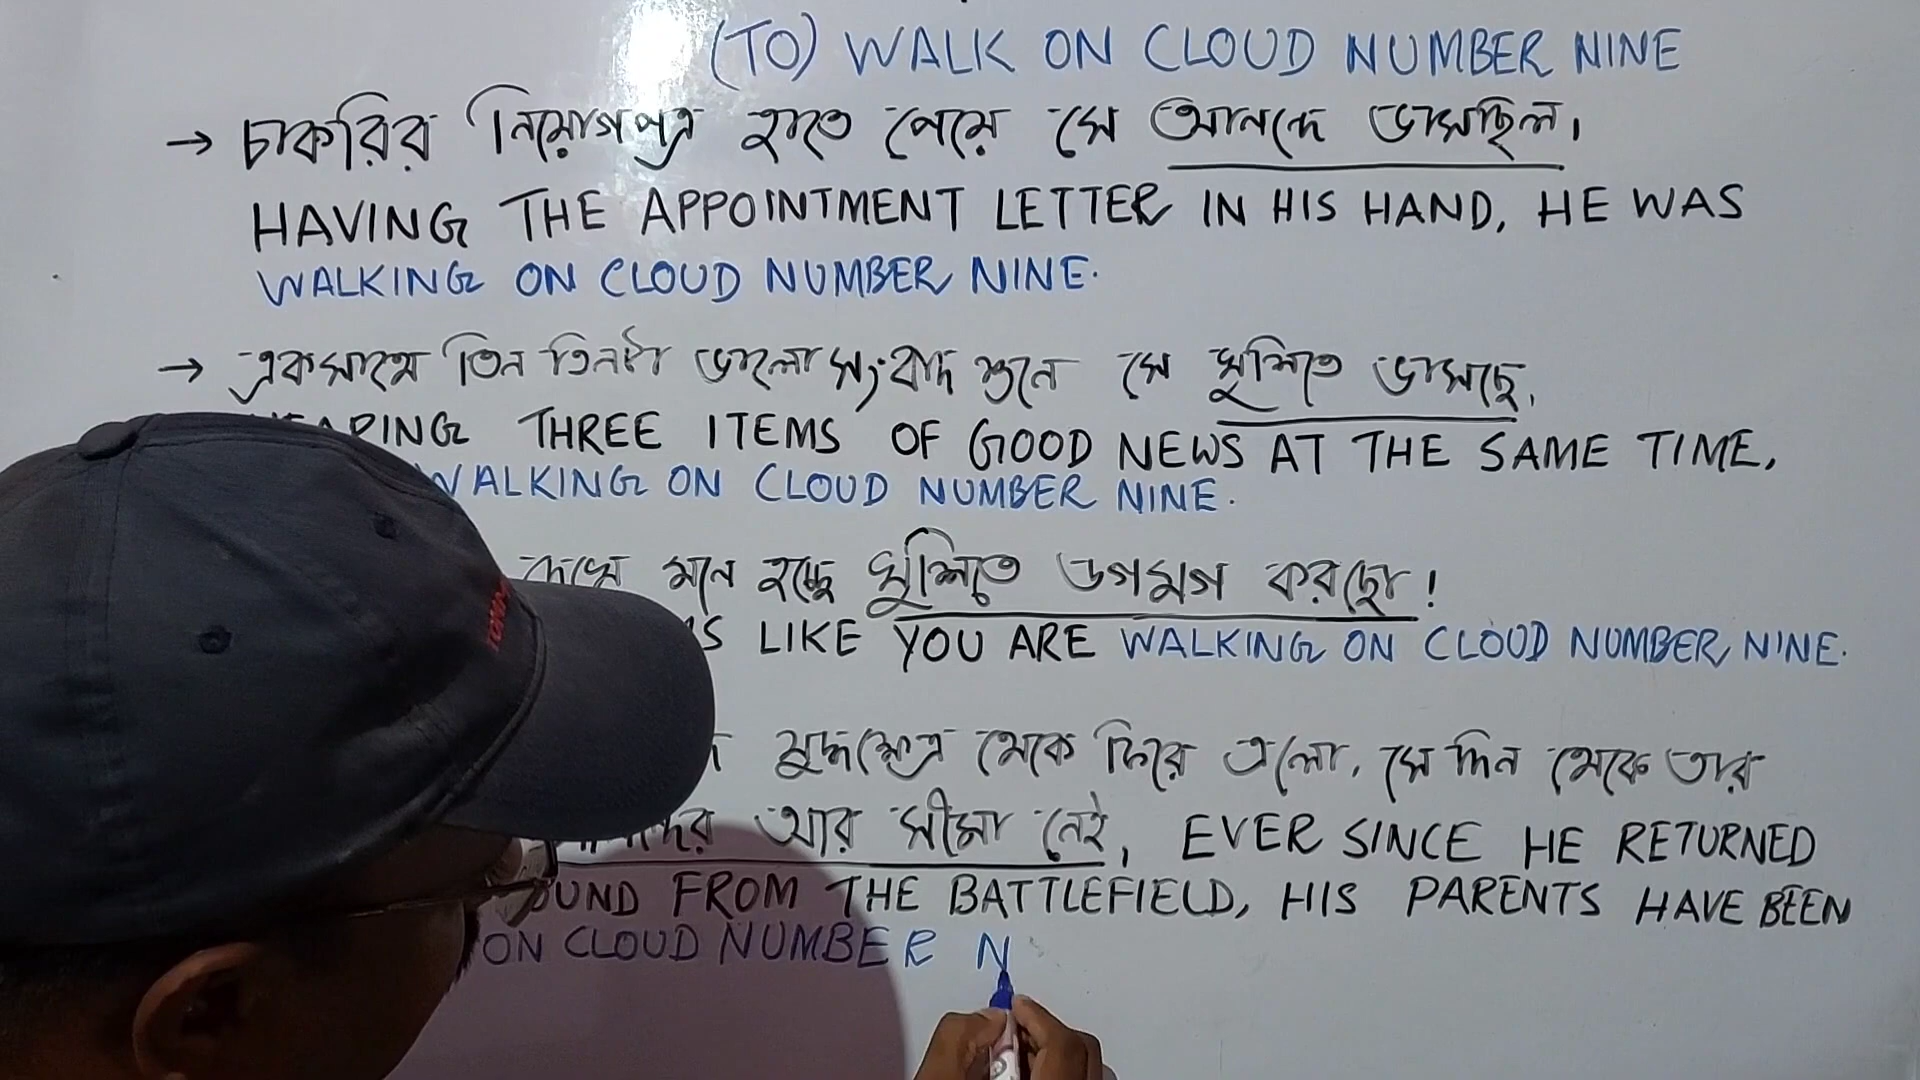 (TO) WALK ON CLOUD NUMBER NINE
→ চাকরির নিয়োগপত্র হাতে পেয়ে সে আনন্দে ভাসছিল।
HAVING THE APPOINTMENT LETTER IN HIS HAND, HE WAS
WALKING ON CLOUD NUMBER NINE.
→ একসাথে তিন তিনটা ভালো সংবাদ শুনে সে খুশিতে ভাসছে।
THREE ITEMS OF GOOD NEWS AT THE SAME TIME,
WALKING ON CLOUD NUMBER NINE.
দেখে মনে হচ্ছে খুশিতে ডগমগ করছো!
LIKE YOU ARE WALKING ON CLOUD NUMBER NINE.
যুদ্ধক্ষেত্র থেকে ফিরে এলো, সে দিন থেকে তার
আর সীমা নেই। EVER SINCE HE RETURNED
FROM THE BATTLEFIELD, HIS PARENTS HAVE BEEN
ON CLOUD NUMBER N